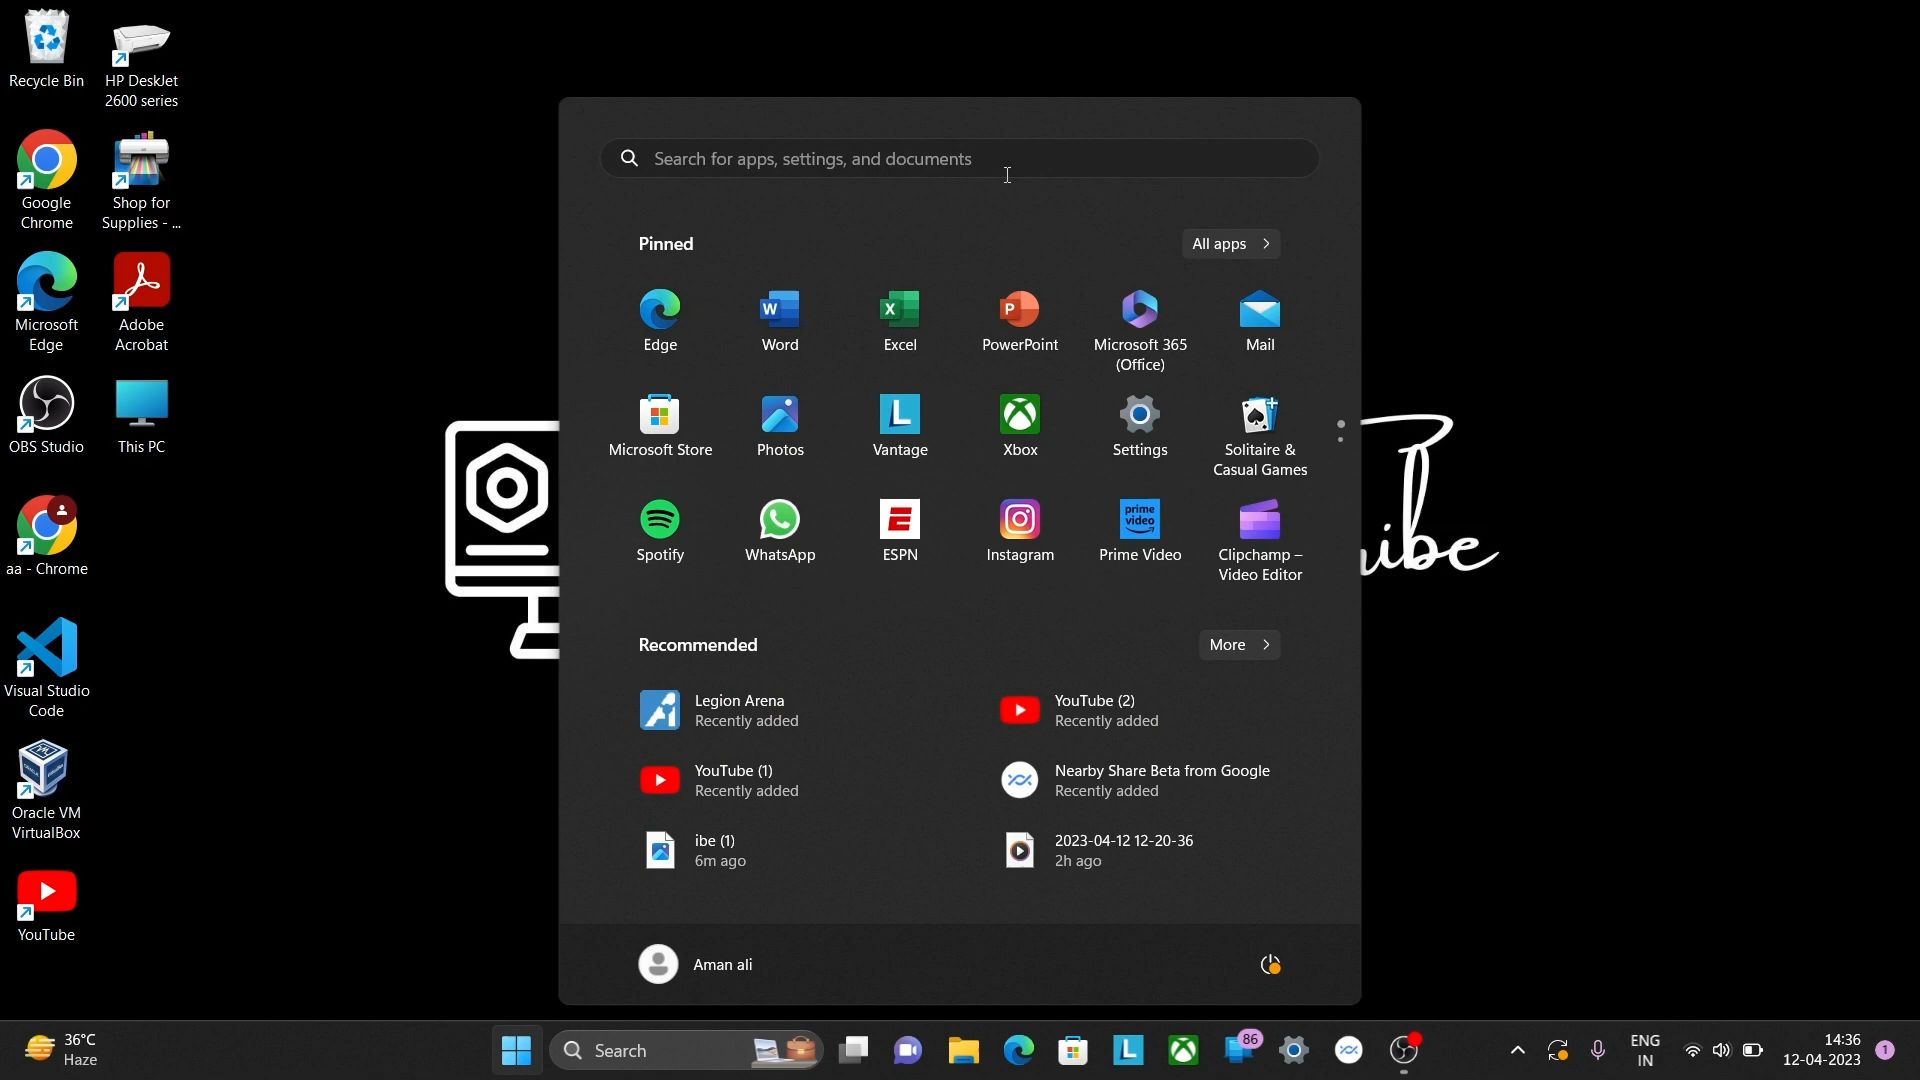 Recycle Bin
HP DeskJet
2600 series
Google
Chrome
Shop for
Supplies - ...
Microsoft
Edge
Adobe
Acrobat
OBS Studio
This PC
aa - Chrome
Visual Studio
Code
Oracle VM
VirtualBox
YouTube
Search for apps, settings, and documents
Pinned
All apps
Edge
Word
Excel
PowerPoint
Microsoft 365
(Office)
Mail
Microsoft Store
Photos
Vantage
Xbox
Settings
Solitaire &
Casual Games
Spotify
WhatsApp
ESPN
Instagram
prime
video
Prime Video
Clipchamp –
Video Editor
Recommended
More
Legion Arena
Recently added
YouTube (2)
Recently added
YouTube (1)
Recently added
Nearby Share Beta from Google
Recently added
ibe (1)
6m ago
2023-04-12 12-20-36
2h ago
Aman ali
ibe
36°C
Haze
Search
86
ENG
IN
14:36
12-04-2023
1